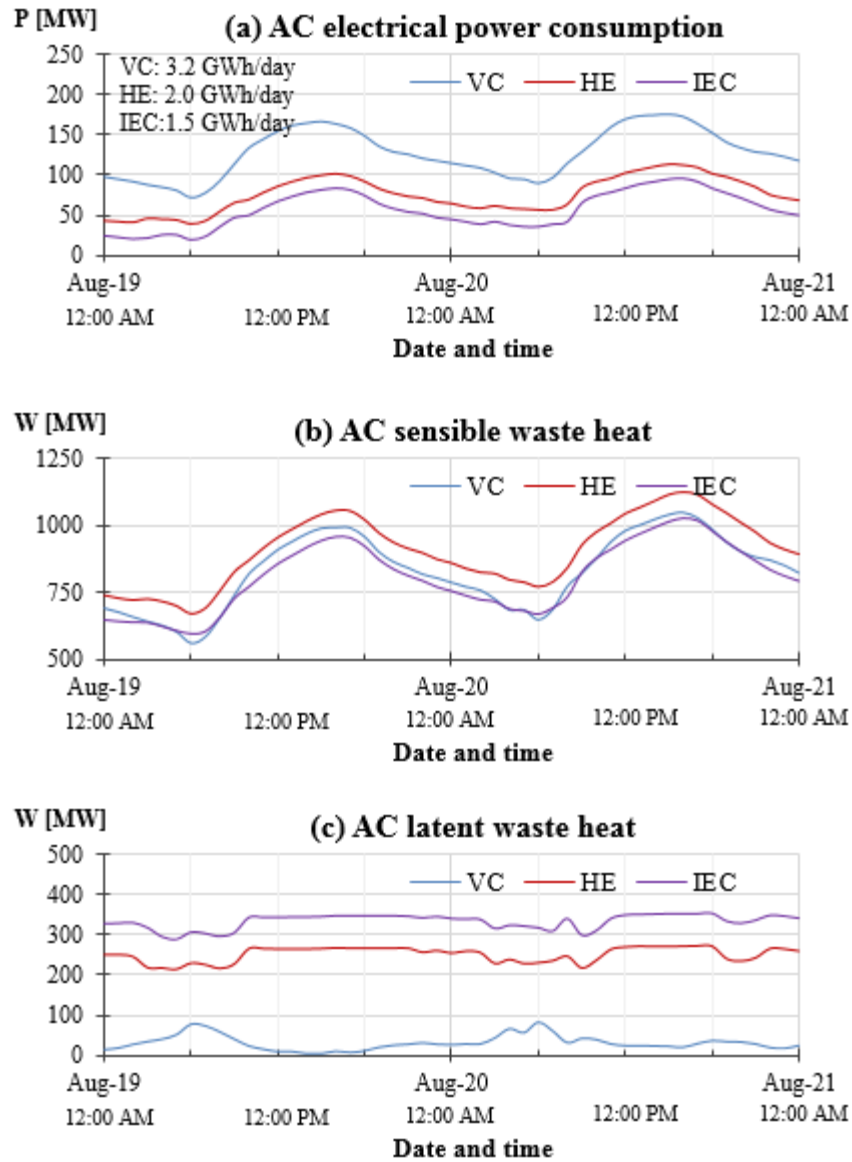 P [MW]
(a) AC electrical power consumption
250
VC: 3.2 GWh/day
HE: 2.0 GWh/day
IEC:1.5 GWh/day
VC HE IEC
200
150
100
50
0
Aug-19 Aug-20 Aug-21
12:00 AM 12:00 PM 12:00 AM 12:00 PM 12:00 AM
Date and time
W [MW]
(b) AC sensible waste heat
1250
VC HE IEC
1000
750
500
Aug-19 Aug-20 Aug-21
12:00 AM 12:00 PM 12:00 AM 12:00 PM 12:00 AM
Date and time
W [MW]
(c) AC latent waste heat
500
VC HE IEC
400
300
200
100
0
Aug-19 Aug-20 Aug-21
12:00 AM 12:00 PM 12:00 AM 12:00 PM 12:00 AM
Date and time